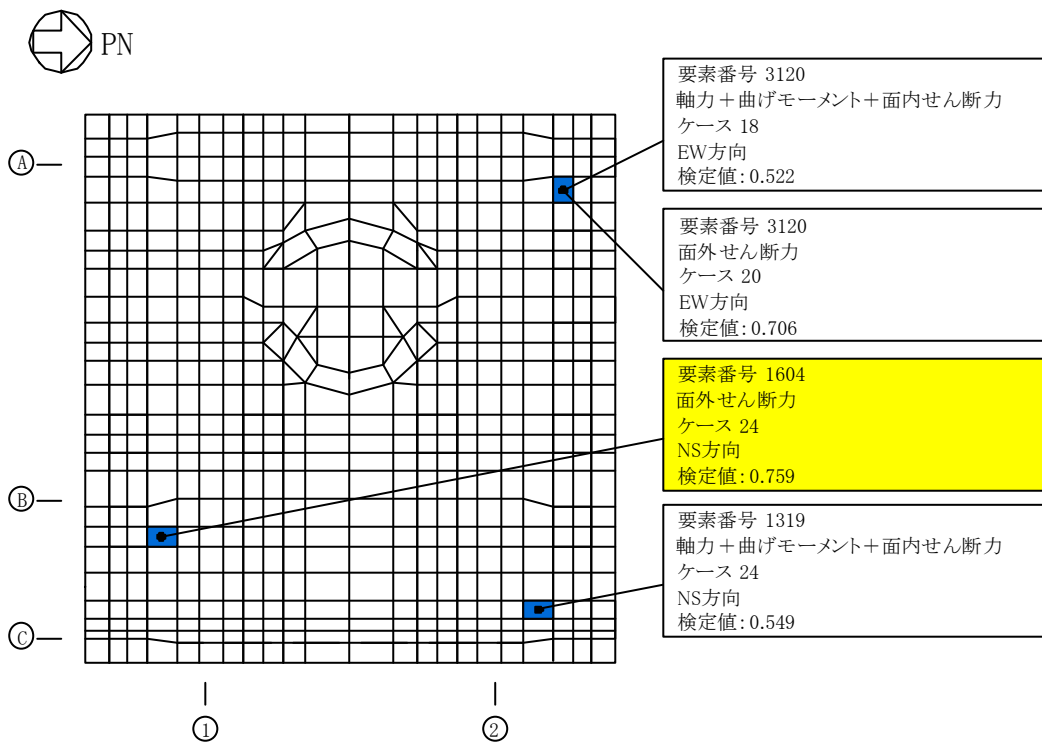 PN
要素番号 3120
軸力＋曲げモーメント＋面内せん断力
ケース 18
EW方向
検定値：0.522
要素番号 3120
面外せん断力
ケース 20
EW方向
検定値：0.706
要素番号 1604
面外せん断力
ケース 24
NS方向
検定値：0.759
要素番号 1319
軸力＋曲げモーメント＋面内せん断力
ケース 24
NS方向
検定値：0.549
A
B
C
1
2